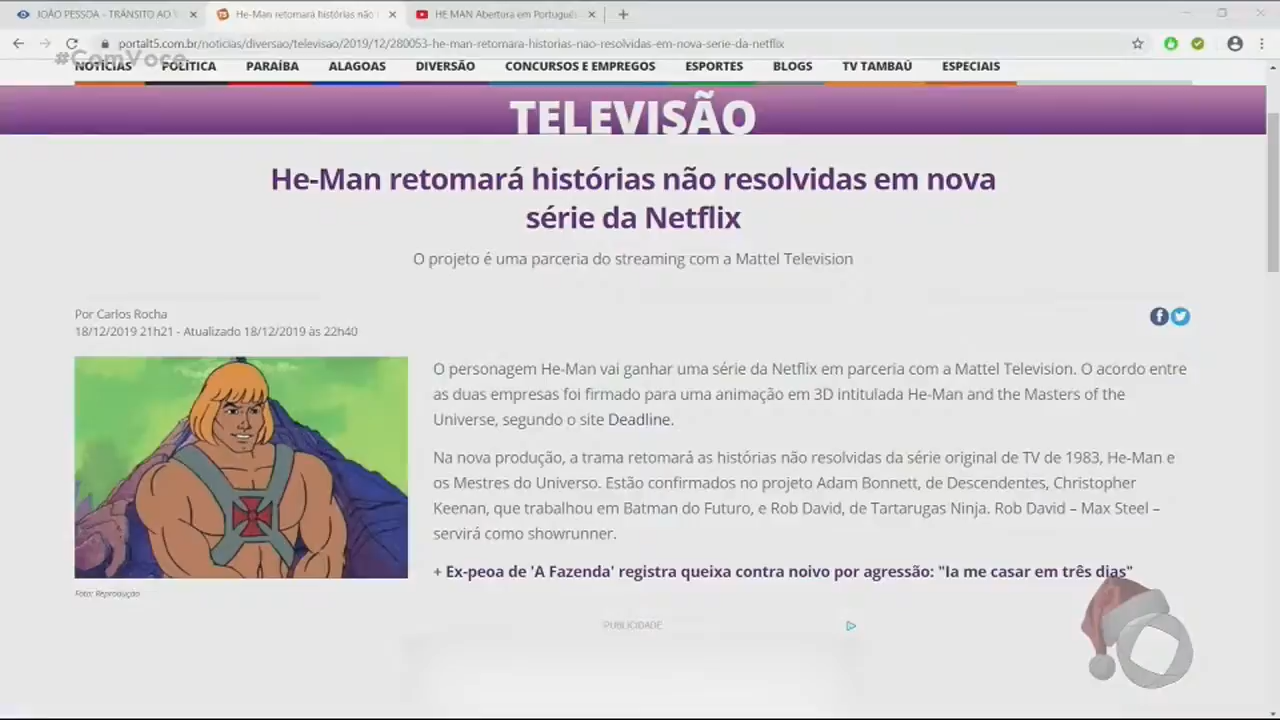 JOÃO PESSOA - TRÂNSITO AO
He-Man retomará histórias não
HE MAN Abertura em Português
portalt5.com.br/noticias/diversao/televisao/2019/12/280053-he-man-retomara-historias-nao-resolvidas-em-nova-serie-da-netflix
#ComVoce
NOTÍCIAS POLÍTICA PARAÍBA ALAGOAS DIVERSÃO CONCURSOS E EMPREGOS ESPORTES BLOGS TV TAMBAÚ ESPECIAIS
TELEVISÃO
He-Man retomará histórias não resolvidas em nova
série da Netflix
O projeto é uma parceria do streaming com a Mattel Television
Por Carlos Rocha
18/12/2019 21h21 - Atualizado 18/12/2019 às 22h40
O personagem He-Man vai ganhar uma série da Netflix em parceria com a Mattel Television. O acordo entre
as duas empresas foi firmado para uma animação em 3D intitulada He-Man and the Masters of the
Universe, segundo o site Deadline.
Na nova produção, a trama retomará as histórias não resolvidas da série original de TV de 1983, He-Man e
os Mestres do Universo. Estão confirmados no projeto Adam Bonnett, de Descendentes, Christopher
Keenan, que trabalhou em Batman do Futuro, e Rob David, de Tartarugas Ninja. Rob David – Max Steel –
servirá como showrunner.
+ Ex-peoa de 'A Fazenda' registra queixa contra noivo por agressão: "Ia me casar em três dias"
Foto: Reprodução
PUBLICIDADE